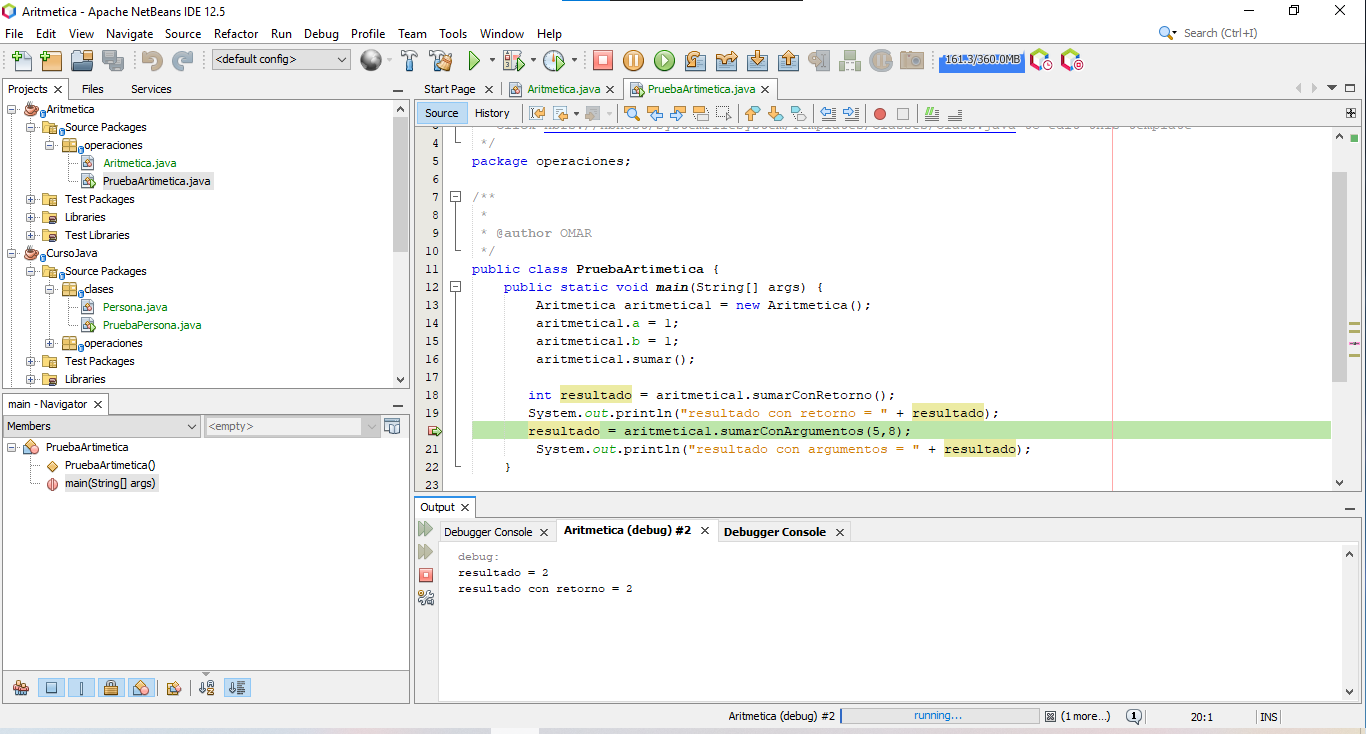 Aritmetica - Apache NetBeans IDE 12.5
File Edit View Navigate Source Refactor Run Debug Profile Team Tools Window Help
Search (Ctrl+I)
<default config>
161.3/360.0MB
Projects Files Services
Aritmetica
Source Packages
operaciones
Aritmetica.java
PruebaArtimetica.java
Test Packages
Libraries
Test Libraries
CursoJava
Source Packages
clases
Persona.java
PruebaPersona.java
operaciones
Test Packages
Libraries
main - Navigator
Members <empty>
PruebaArtimetica
PruebaArtimetica()
main(String[] args)
Start Page Aritmetica.java PruebaArtimetica.java
Source History
4 */
5 package operaciones;
6
7 /**
8 *
9 * @author OMAR
10 */
11 public class PruebaArtimetica {
12 public static void main(String[] args) {
13 Aritmetica aritmetica1 = new Aritmetica();
14 aritmetica1.a = 1;
15 aritmetica1.b = 1;
16 aritmetica1.sumar();
17
18 int resultado = aritmetica1.sumarConRetorno();
19 System.out.println("resultado con retorno = " + resultado);
resultado = aritmetica1.sumarConArgumentos(5,8);
21 System.out.println("resultado con argumentos = " + resultado);
22 }
23
Output
Debugger Console Aritmetica (debug) #2 Debugger Console
debug:
resultado = 2
resultado con retorno = 2
Aritmetica (debug) #2 running... (1 more...) 1 20:1 INS